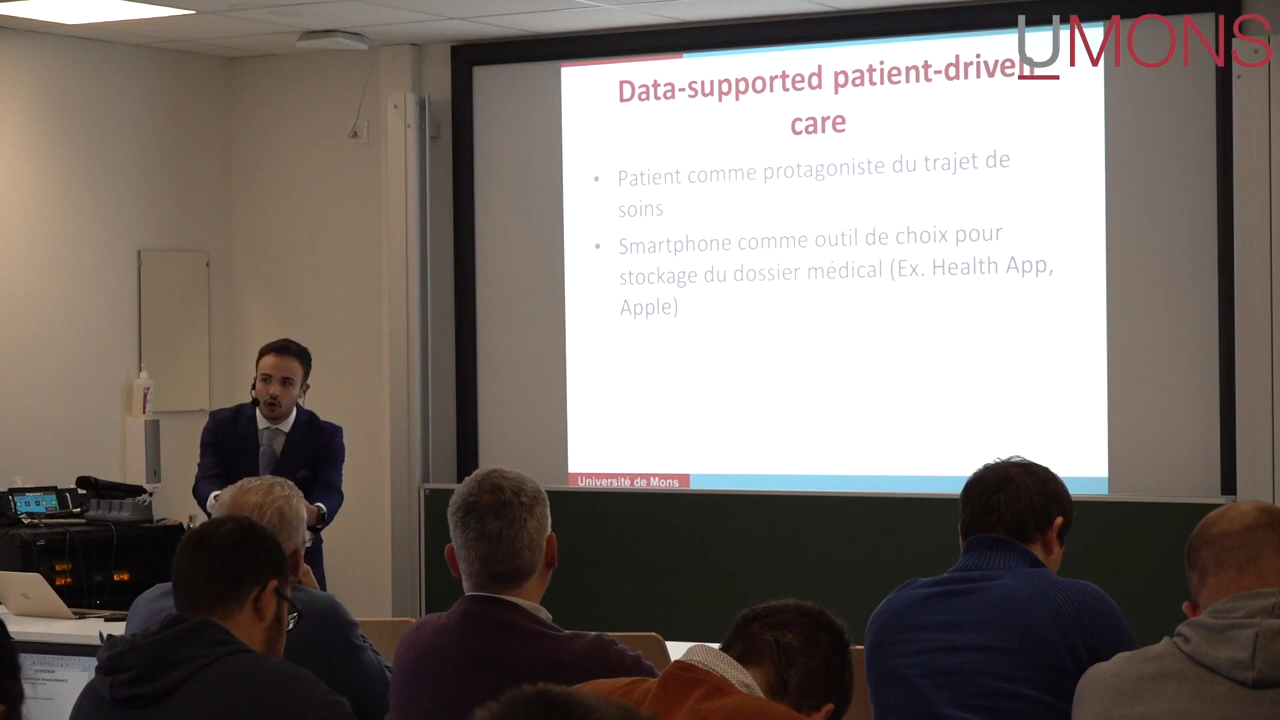 UMONS
Data-supported patient-driven
care
• Patient comme protagoniste du trajet de
soins
• Smartphone comme outil de choix pour
stockage du dossier médical (Ex. Health App,
Apple)
Université de Mons